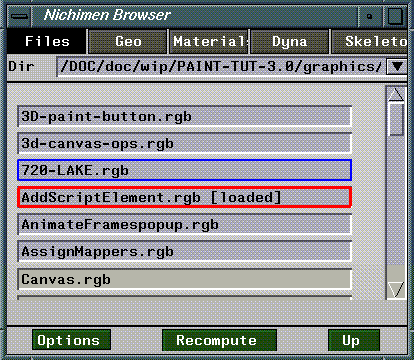 Nichimen Browser
Files Geo Material Dyna Skeleto
Dir /DOC/doc/wip/PAINT-TUT-3.0/graphics/
3D-paint-button.rgb
3d-canvas-ops.rgb
720-LAKE.rgb
AddScriptElement.rgb [loaded]
AnimateFramespopup.rgb
AssignMappers.rgb
Canvas.rgb
Options Recompute Up